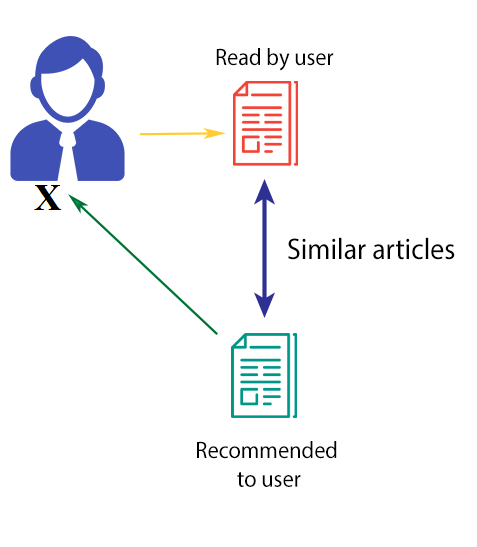 Read by user
X
Similar articles
Recommended
to user